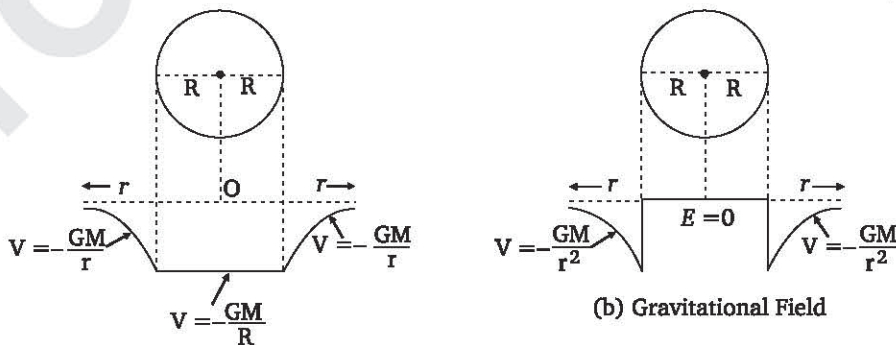 R R
r O r
V =-GM/r
V =-GM/r
V =-GM/R
R R
r r
E =0
V =-GM/r²
V =-GM/r²
(b) Gravitational Field